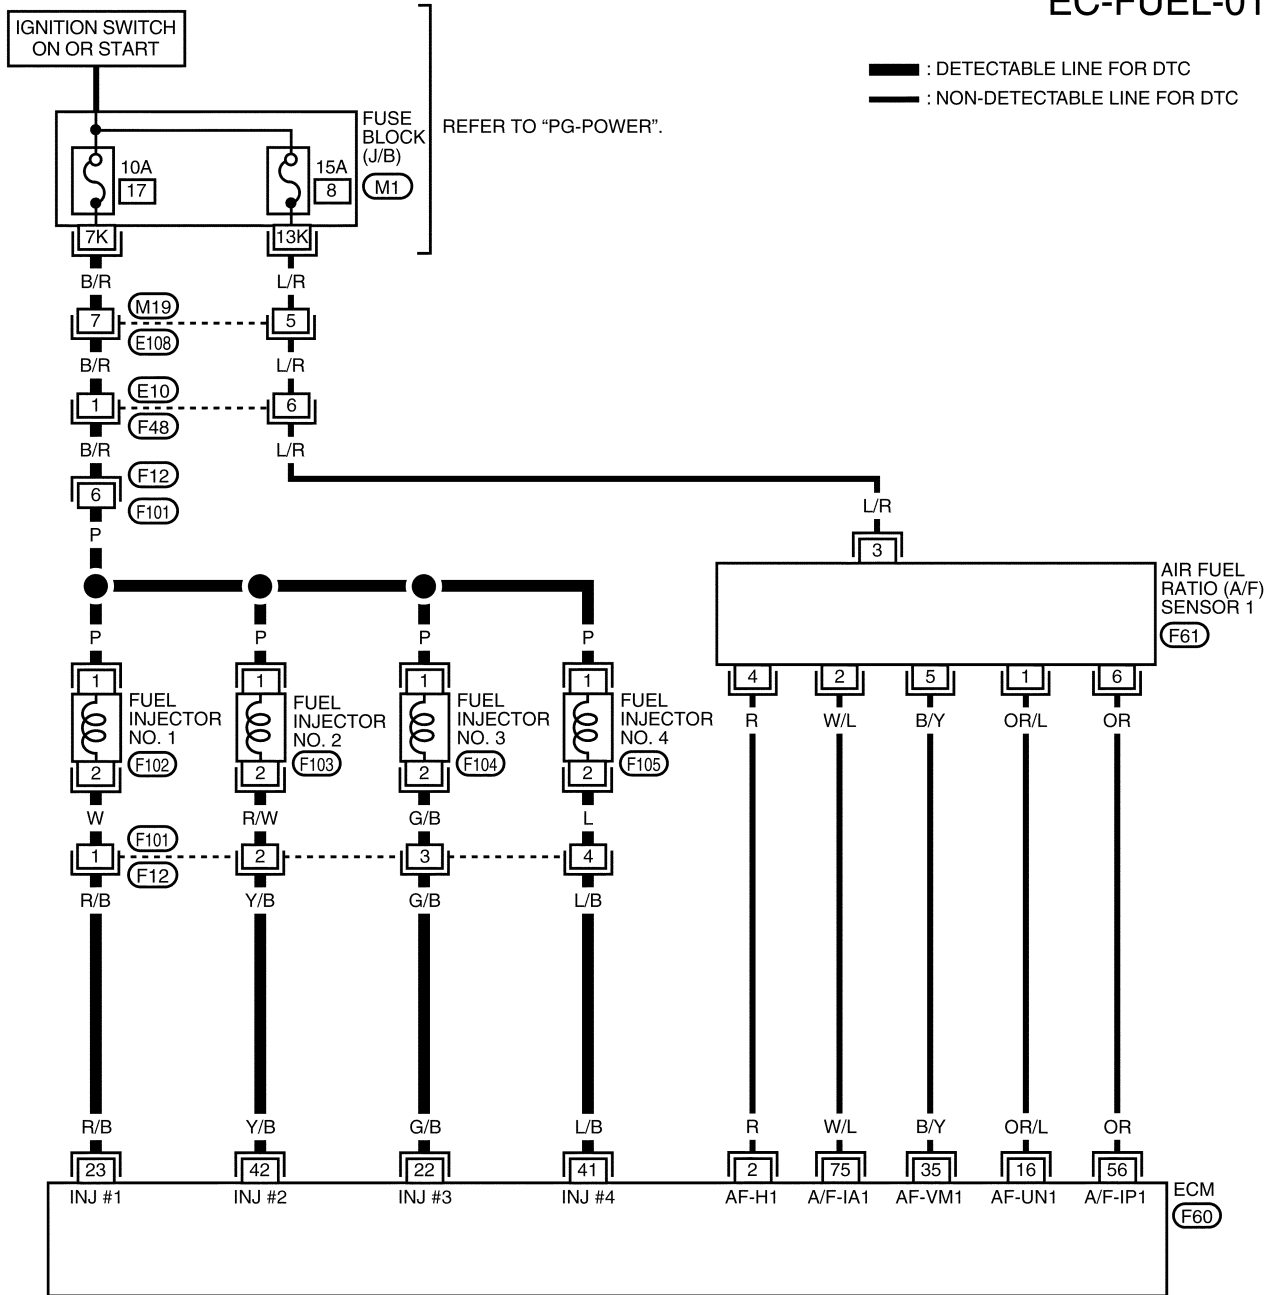 EC-FUEL-01
IGNITION SWITCH
ON OR START
: DETECTABLE LINE FOR DTC
: NON-DETECTABLE LINE FOR DTC
FUSE
BLOCK
(J/B)
M1
REFER TO “PG-POWER”.
10A
17
15A
8
7K 13K
B/R L/R
M19
7 5
E108
B/R L/R
E10
1 6
F48
B/R L/R
F12
6
F101
P
L/R
3
AIR FUEL
RATIO (A/F)
SENSOR 1
F61
P P P P
1 1 1 1
FUEL
INJECTOR
NO. 1
F102
FUEL
INJECTOR
NO. 2
F103
FUEL
INJECTOR
NO. 3
F104
FUEL
INJECTOR
NO. 4
F105
2 2 2 2
4 2 5 1 6
R W/L B/Y OR/L OR
W R/W G/B L
F101
1 2 3 4
F12
R/B Y/B G/B L/B
R/B Y/B G/B L/B R W/L B/Y OR/L OR
23 42 22 41 2 75 35 16 56
INJ #1 INJ #2 INJ #3 INJ #4 AF-H1 A/F-IA1 AF-VM1 AF-UN1 A/F-IP1
ECM
F60